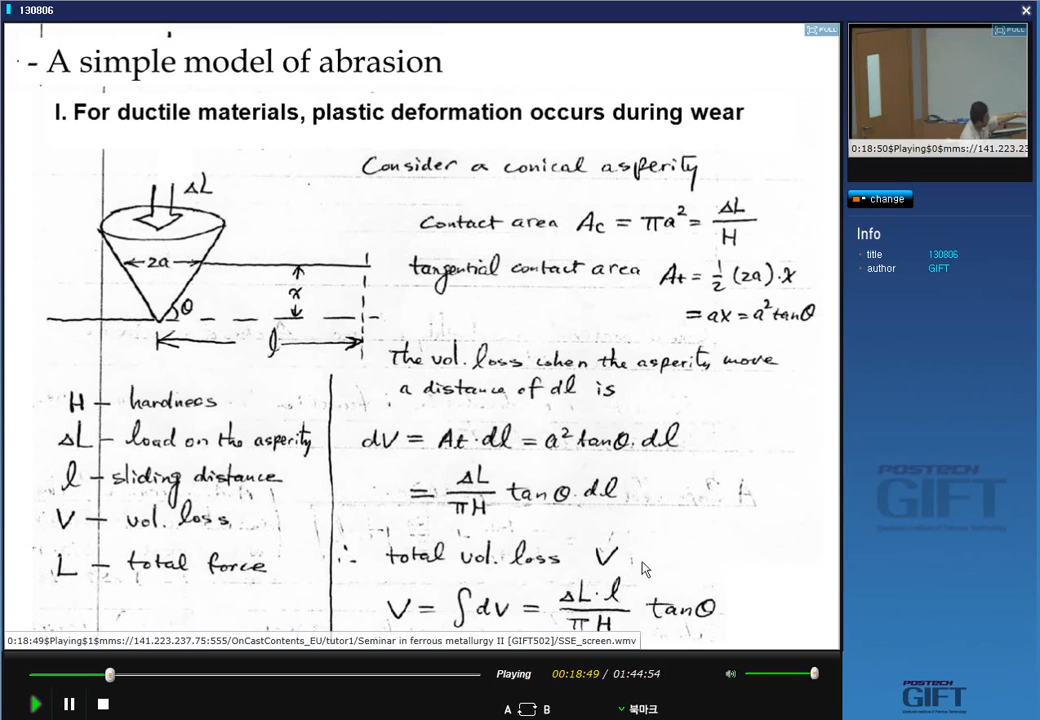 130806
FULL
FULL
- A simple model of abrasion
I. For ductile materials, plastic deformation occurs during wear
Consider a conical asperity
ΔL
Contact area Ac = πa² = ΔL / H
2a
tangential contact area At = ½ (2a)·x
x
= ax = a² tanθ
θ
l
The vol. loss when the asperity move
a distance of dl is
H – hardness
ΔL – load on the asperity
dV = At·dl = a² tanθ·dl
l – sliding distance
= ΔL / πH tanθ·dl
V – vol. loss
L – total force
∴ total vol. loss V
V = ∫dV = ΔL·l / πH tanθ
0:18:49$Playing$1$mms://141.223.237.75:555/OnCastContents_EU/tutor1/Seminar in ferrous metallurgy II [GIFT502]/SSE_screen.wmv
0:18:50$Playing$0$mms://141.223.23
change
Info
title 130806
author GIFT
POSTECH
GIFT
Playing 00:18:49 / 01:44:54
A B
북마크
POSTECH
GIFT